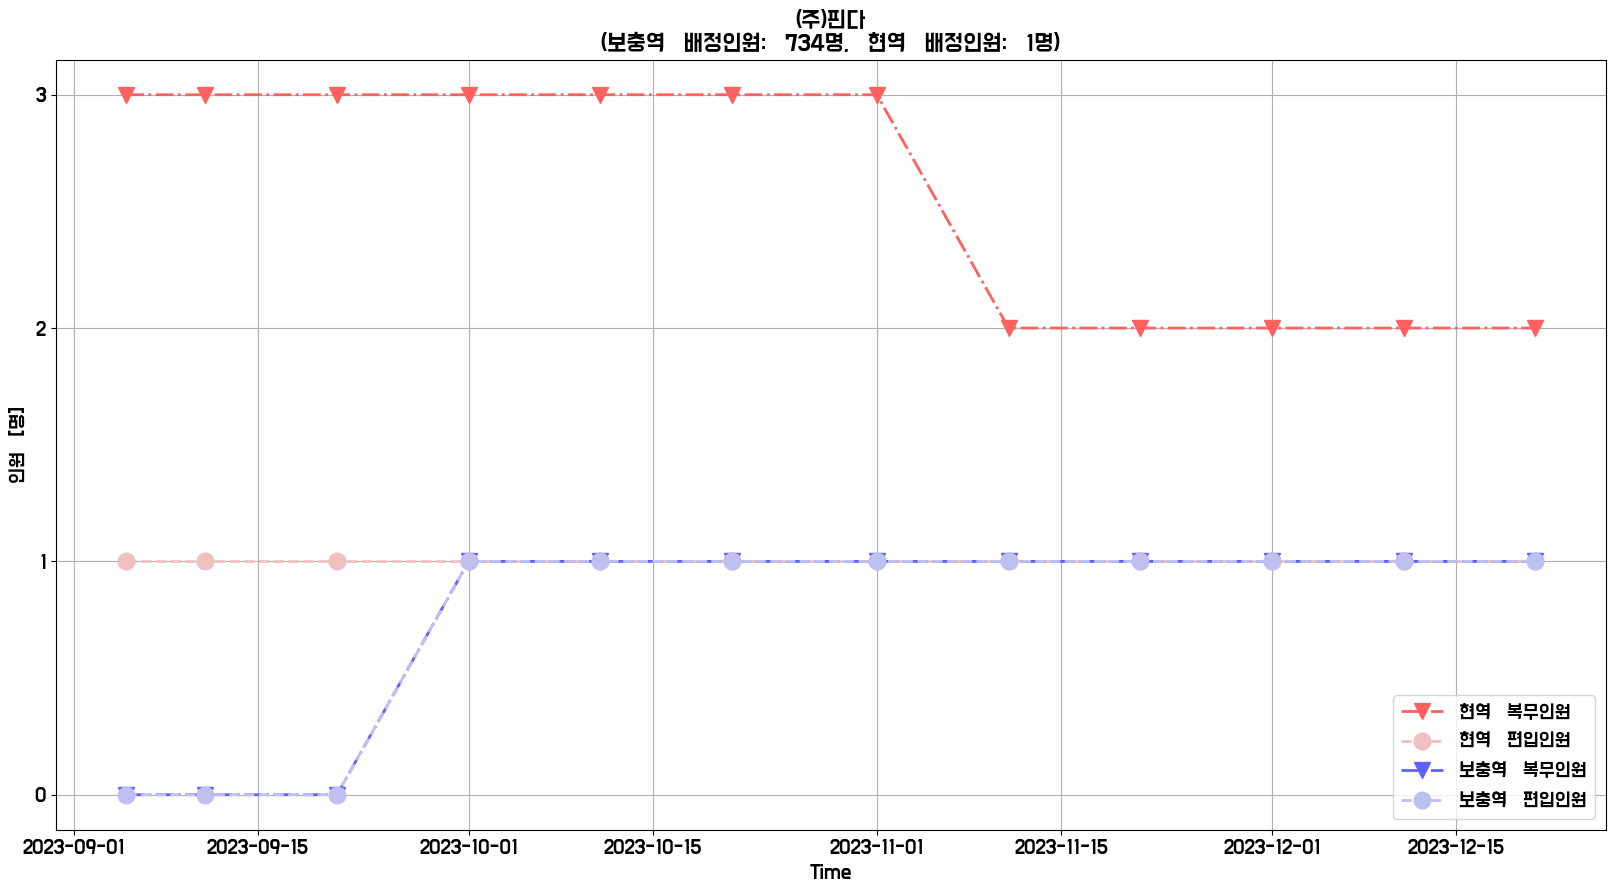 (주)핀다
(보충역 배정인원: 734명, 현역 배정인원: 1명)
인원 [명]
3
2
1
0
2023-09-01 2023-09-15 2023-10-01 2023-10-15 2023-11-01 2023-11-15 2023-12-01 2023-12-15
Time
현역 복무인원
현역 편입인원
보충역 복무인원
보충역 편입인원